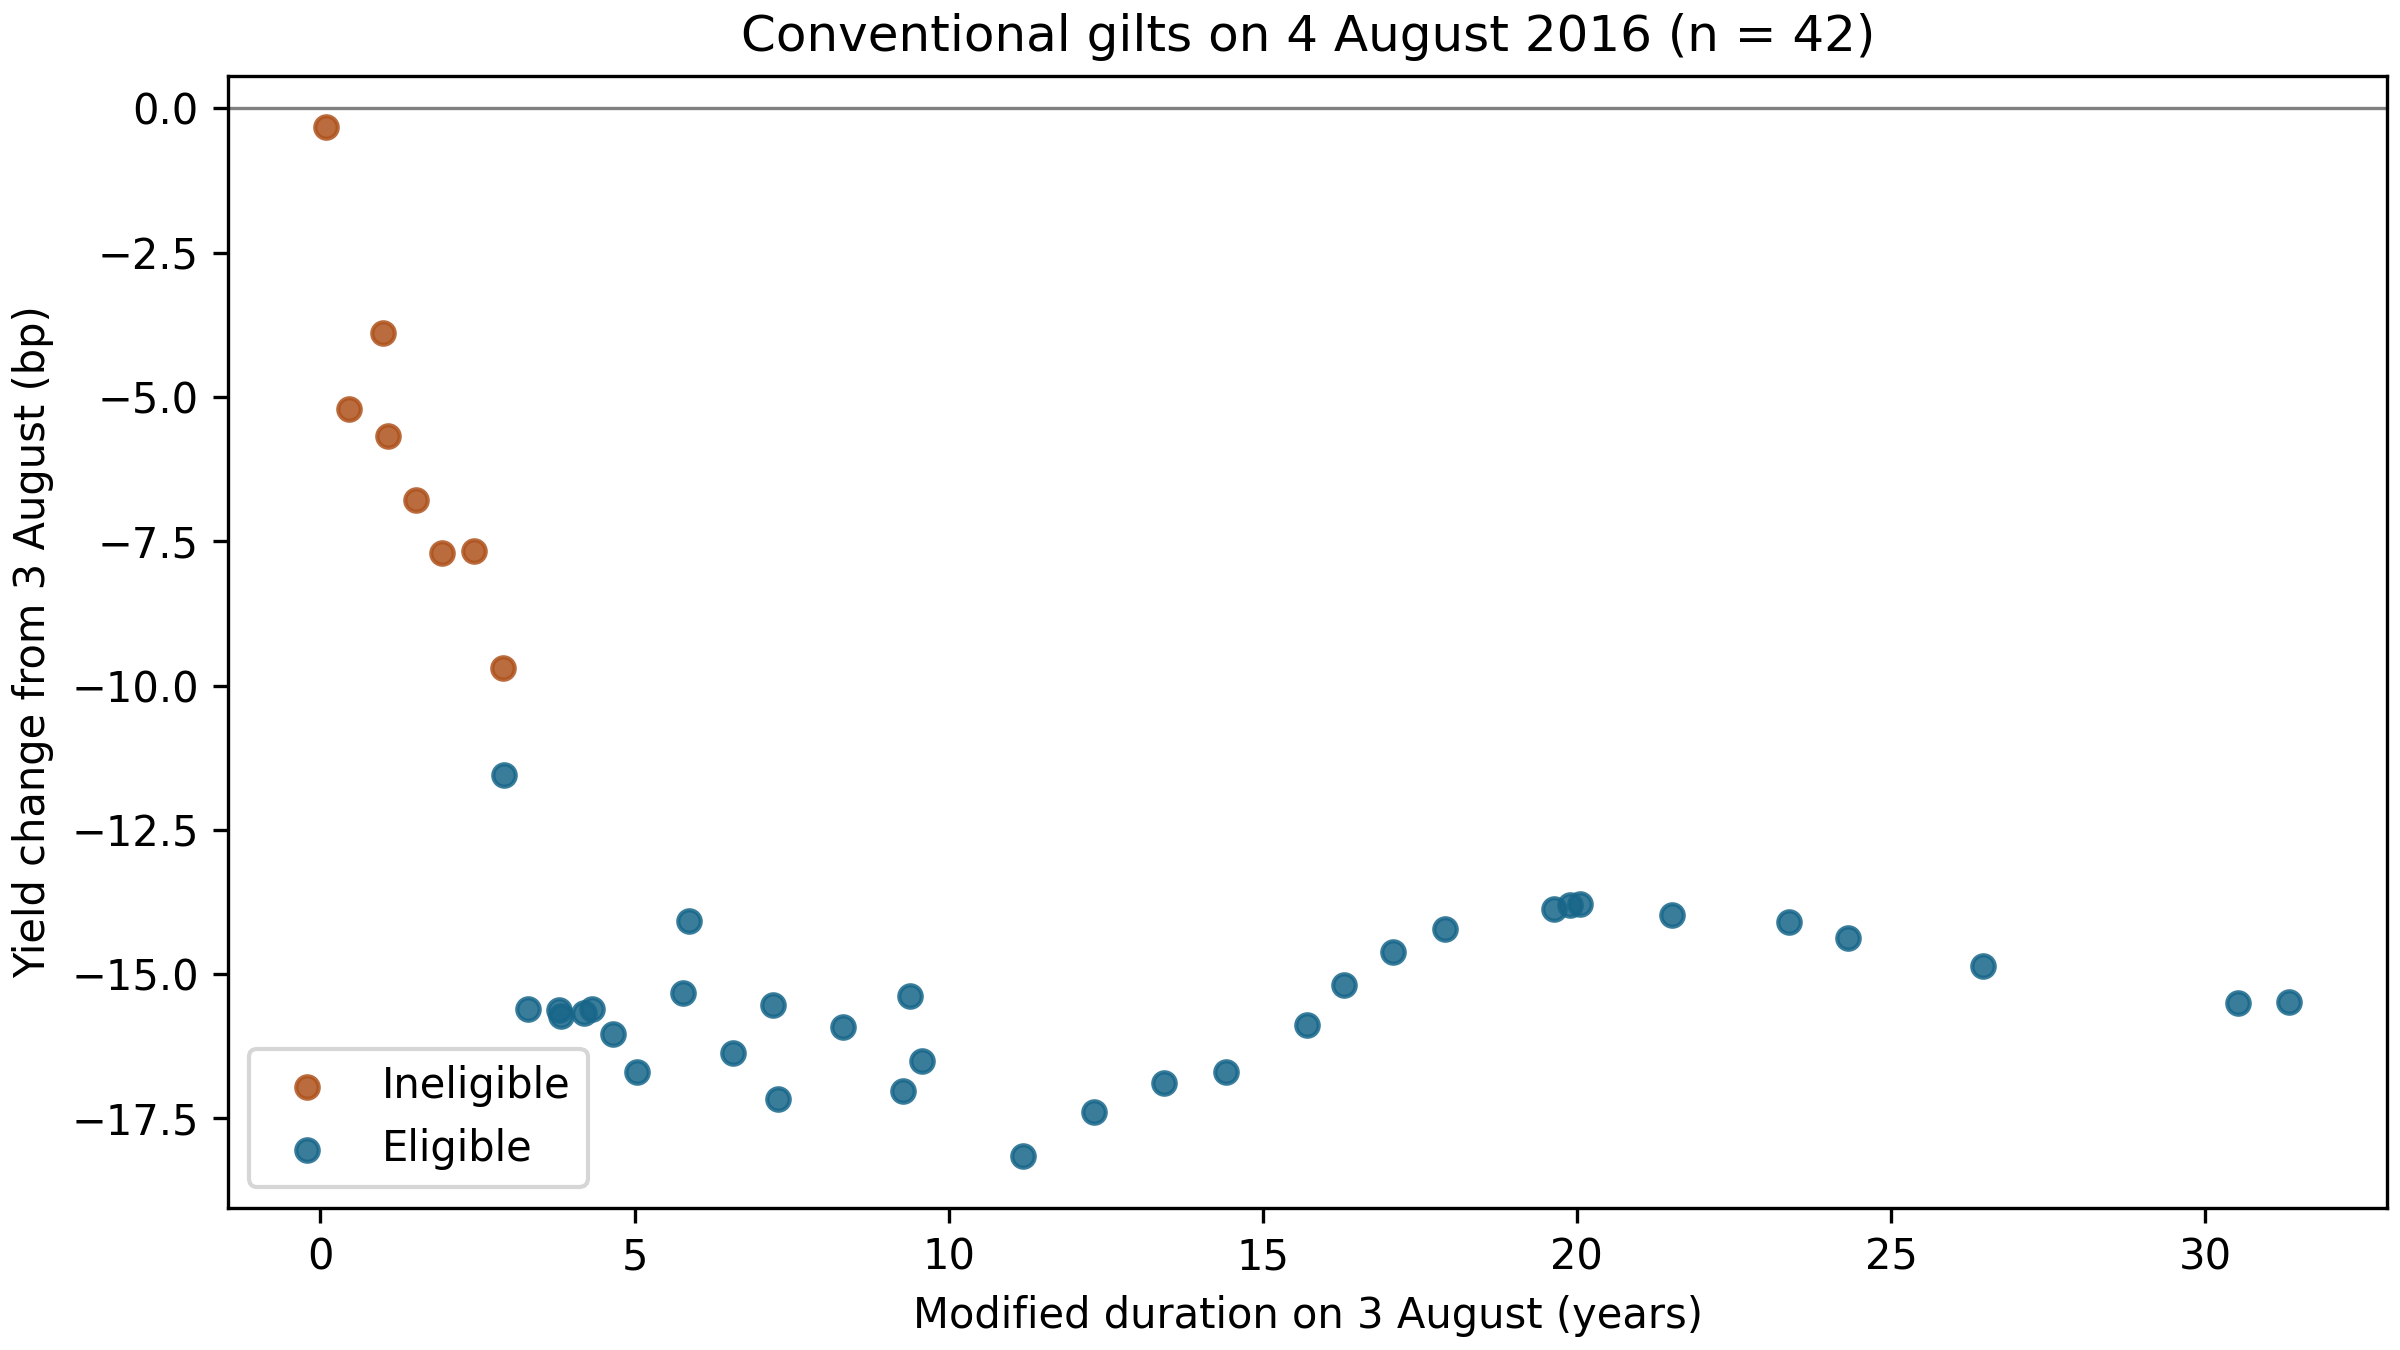 Conventional gilts on 4 August 2016 (n = 42)
Yield change from 3 August (bp)
0.0
−2.5
−5.0
−7.5
−10.0
−12.5
−15.0
−17.5
Ineligible
Eligible
0 5 10 15 20 25 30
Modified duration on 3 August (years)